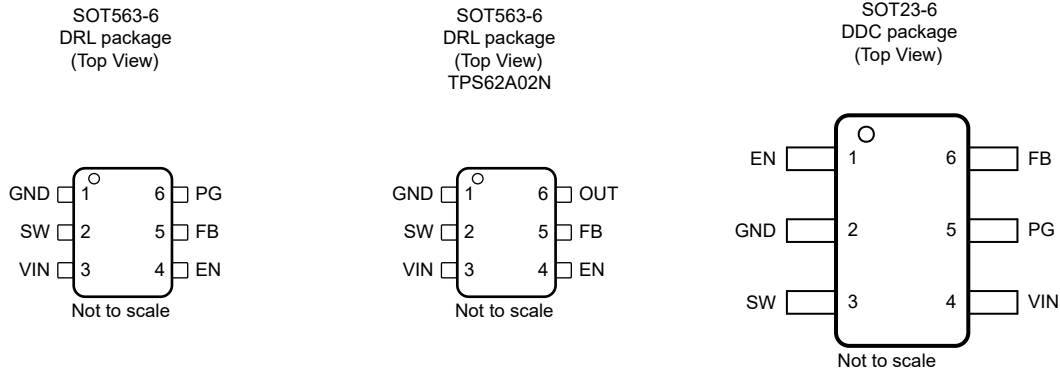 SOT563-6
DRL package
(Top View)
GND 1 6 PG
SW 2 5 FB
VIN 3 4 EN
Not to scale
SOT563-6
DRL package
(Top View)
TPS62A02N
GND 1 6 OUT
SW 2 5 FB
VIN 3 4 EN
Not to scale
SOT23-6
DDC package
(Top View)
EN 1 6 FB
GND 2 5 PG
SW 3 4 VIN
Not to scale